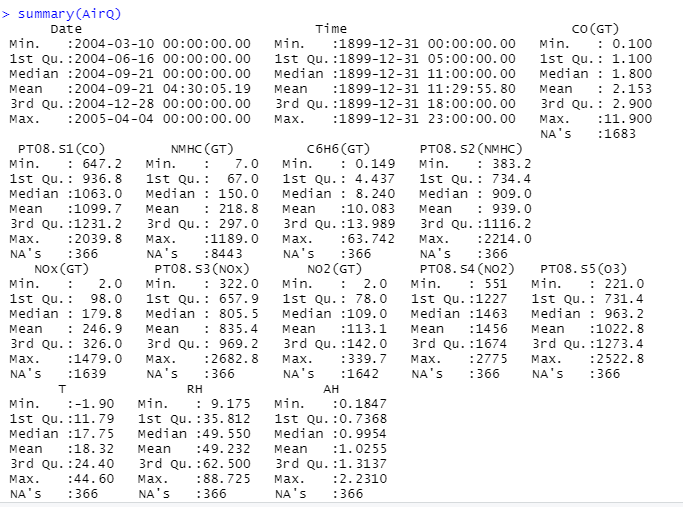 > summary(AirQ)
Date Time CO(GT)
Min. :2004-03-10 00:00:00.00 Min. :1899-12-31 00:00:00.00 Min. : 0.100
1st Qu.:2004-06-16 00:00:00.00 1st Qu.:1899-12-31 05:00:00.00 1st Qu.: 1.100
Median :2004-09-21 00:00:00.00 Median :1899-12-31 11:00:00.00 Median : 1.800
Mean :2004-09-21 04:30:05.19 Mean :1899-12-31 11:29:55.80 Mean : 2.153
3rd Qu.:2004-12-28 00:00:00.00 3rd Qu.:1899-12-31 18:00:00.00 3rd Qu.: 2.900
Max. :2005-04-04 00:00:00.00 Max. :1899-12-31 23:00:00.00 Max. :11.900
NA's :1683
PT08.S1(CO) NMHC(GT) C6H6(GT) PT08.S2(NMHC)
Min. : 647.2 Min. : 7.0 Min. : 0.149 Min. : 383.2
1st Qu.: 936.8 1st Qu.: 67.0 1st Qu.: 4.437 1st Qu.: 734.4
Median :1063.0 Median : 150.0 Median : 8.240 Median : 909.0
Mean :1099.7 Mean : 218.8 Mean :10.083 Mean : 939.0
3rd Qu.:1231.2 3rd Qu.: 297.0 3rd Qu.:13.989 3rd Qu.:1116.2
Max. :2039.8 Max. :1189.0 Max. :63.742 Max. :2214.0
NA's :366 NA's :8443 NA's :366 NA's :366
NOx(GT) PT08.S3(NOx) NO2(GT) PT08.S4(NO2) PT08.S5(O3)
Min. : 2.0 Min. : 322.0 Min. : 2.0 Min. : 551 Min. : 221.0
1st Qu.: 98.0 1st Qu.: 657.9 1st Qu.: 78.0 1st Qu.:1227 1st Qu.: 731.4
Median : 179.8 Median : 805.5 Median :109.0 Median :1463 Median : 963.2
Mean : 246.9 Mean : 835.4 Mean :113.1 Mean :1456 Mean :1022.8
3rd Qu.: 326.0 3rd Qu.: 969.2 3rd Qu.:142.0 3rd Qu.:1674 3rd Qu.:1273.4
Max. :1479.0 Max. :2682.8 Max. :339.7 Max. :2775 Max. :2522.8
NA's :1639 NA's :366 NA's :1642 NA's :366 NA's :366
T RH AH
Min. :-1.90 Min. : 9.175 Min. :0.1847
1st Qu.:11.79 1st Qu.:35.812 1st Qu.:0.7368
Median :17.75 Median :49.550 Median :0.9954
Mean :18.32 Mean :49.232 Mean :1.0255
3rd Qu.:24.40 3rd Qu.:62.500 3rd Qu.:1.3137
Max. :44.60 Max. :88.725 Max. :2.2310
NA's :366 NA's :366 NA's :366